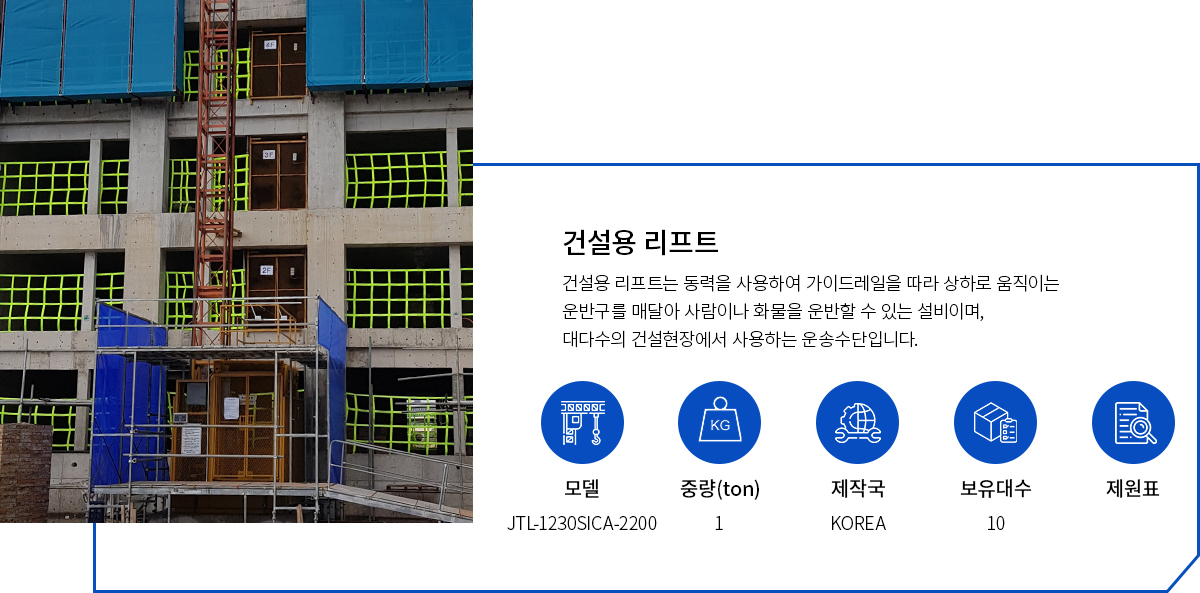 4F
3F
2F
건설용 리프트
건설용 리프트는 동력을 사용하여 가이드레일을 따라 상하로 움직이는
운반구를 매달아 사람이나 화물을 운반할 수 있는 설비이며,
대다수의 건설현장에서 사용하는 운송수단입니다.
KG
모델 중량(ton) 제작국 보유대수 제원표
JTL-1230SICA-2200 1 KOREA 10